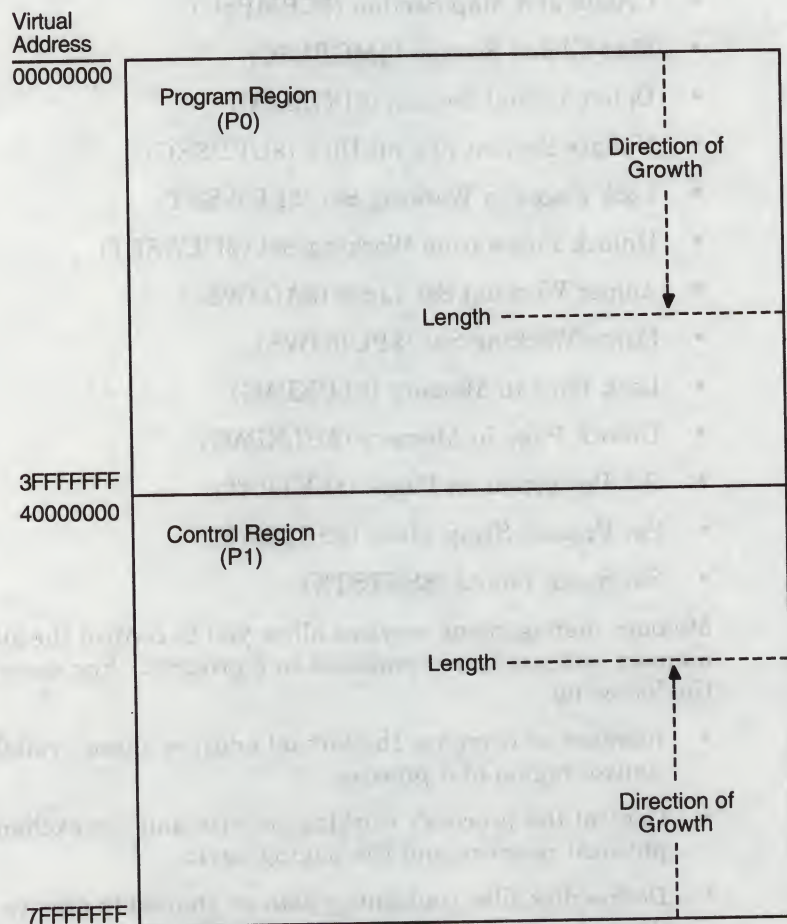 Virtual
Address
00000000
Program Region
(P0)
Direction of
Growth
Length
3FFFFFFF
40000000
Control Region
(P1)
Length
Direction of
Growth
7FFFFFFF